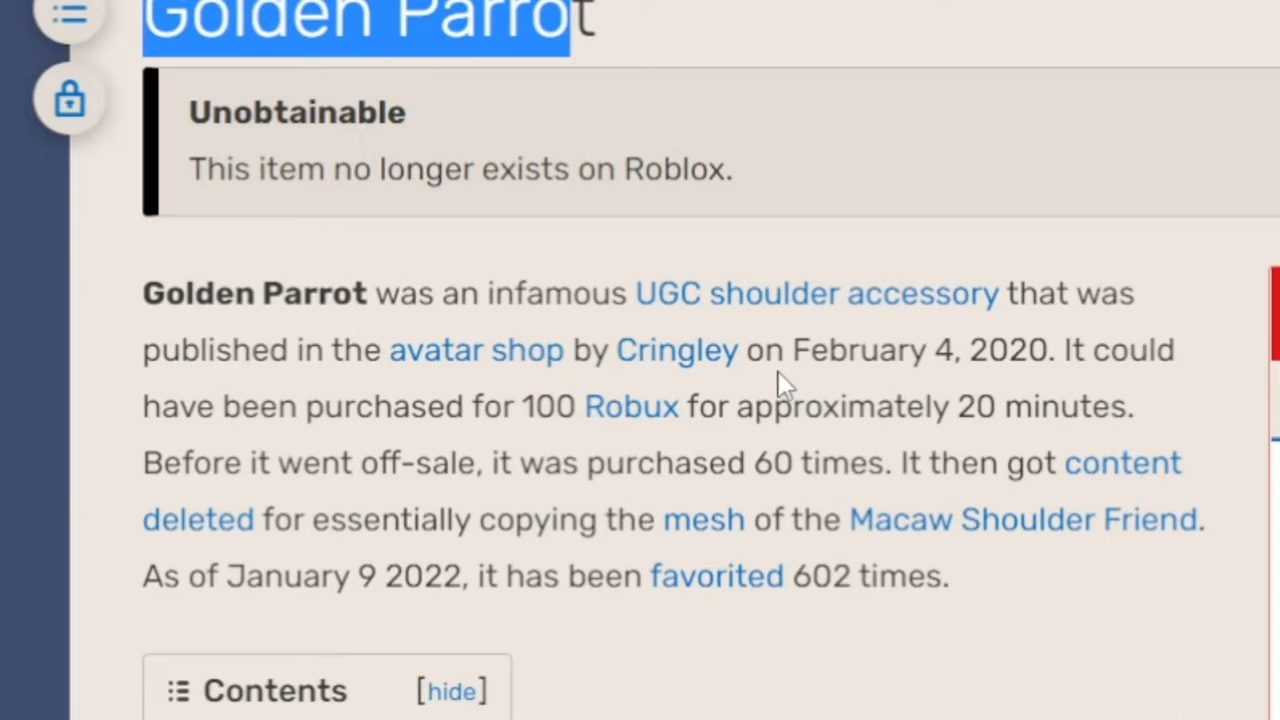 Golden Parrot
Unobtainable
This item no longer exists on Roblox.
Golden Parrot was an infamous UGC shoulder accessory that was
published in the avatar shop by Cringley on February 4, 2020. It could
have been purchased for 100 Robux for approximately 20 minutes.
Before it went off-sale, it was purchased 60 times. It then got content
deleted for essentially copying the mesh of the Macaw Shoulder Friend.
As of January 9 2022, it has been favorited 602 times.
Contents [hide]